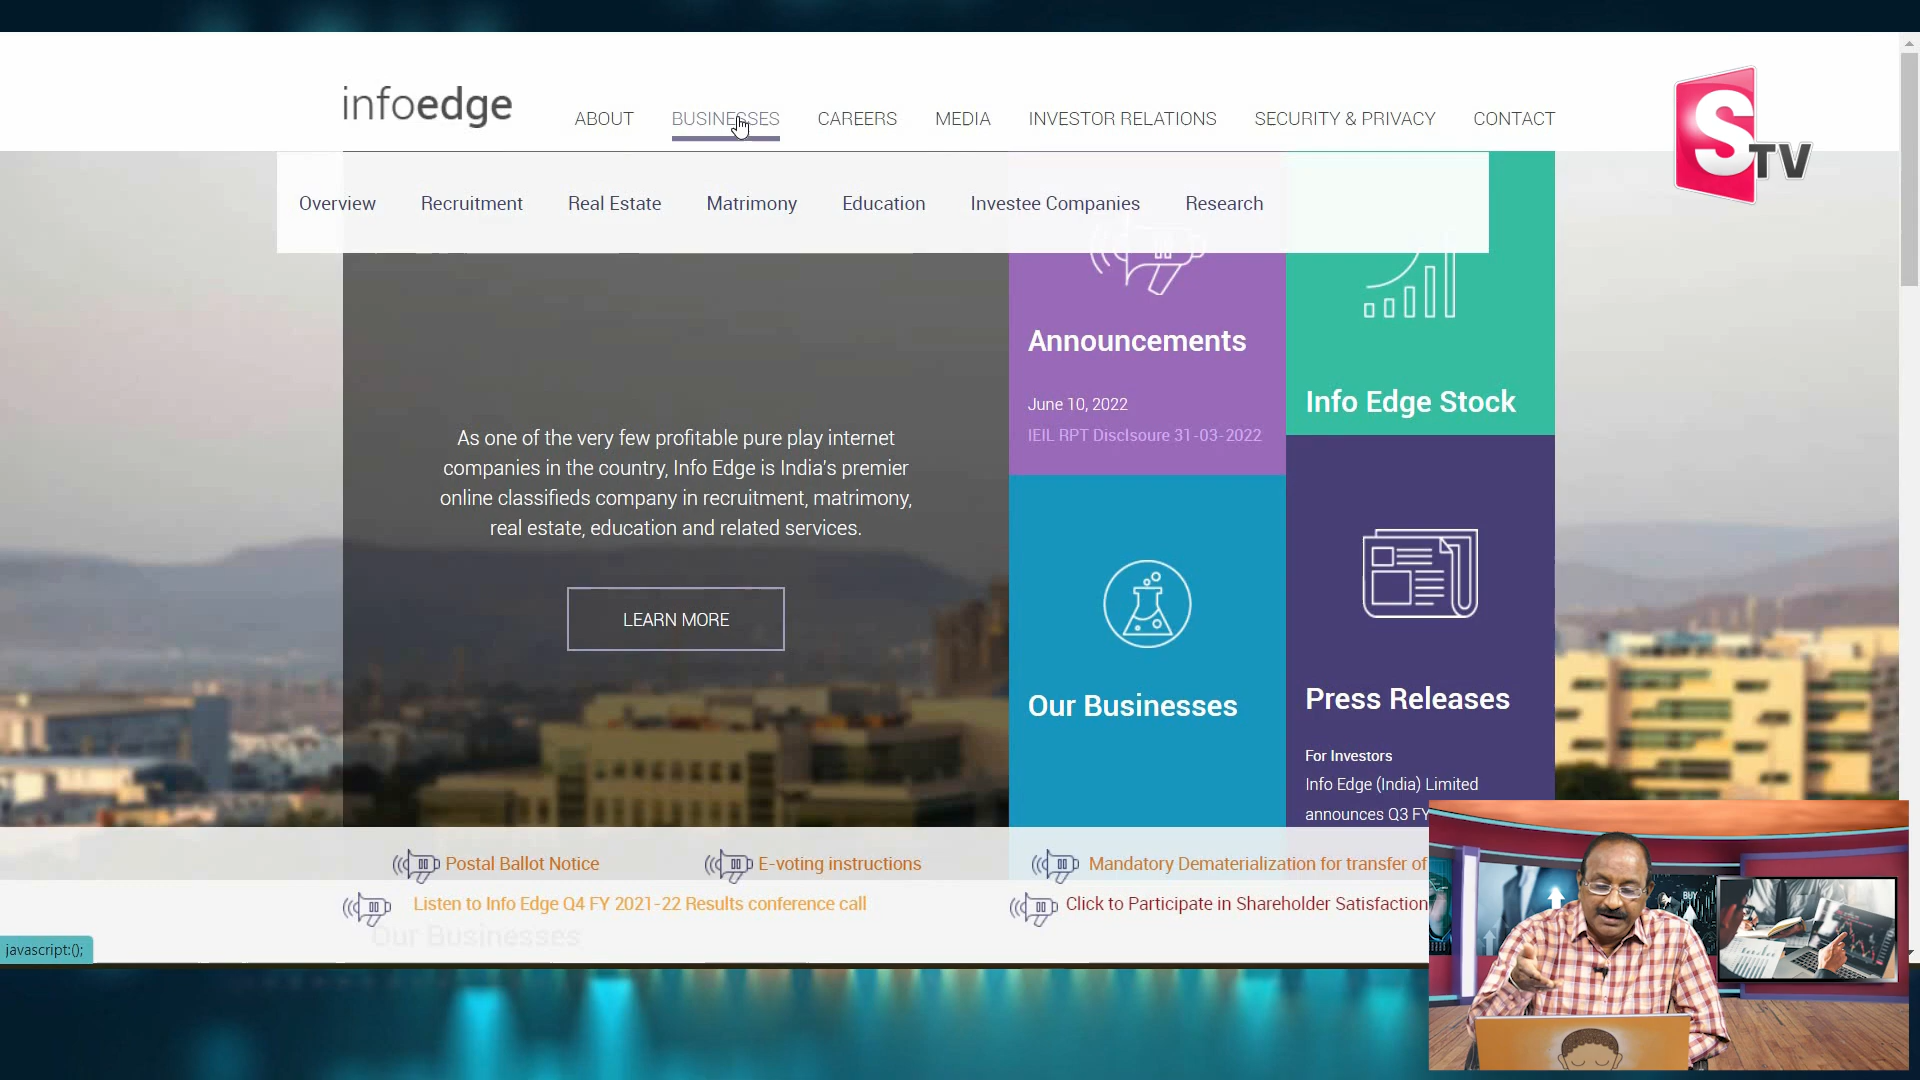 infoedge
ABOUT BUSINESSES CAREERS MEDIA INVESTOR RELATIONS SECURITY & PRIVACY CONTACT
STV
Overview Recruitment Real Estate Matrimony Education Investee Companies Research
Announcements
June 10, 2022
IEIL RPT Disclsoure 31-03-2022
Info Edge Stock
As one of the very few profitable pure play internet
companies in the country, Info Edge is India's premier
online classifieds company in recruitment, matrimony,
real estate, education and related services.
LEARN MORE
Our Businesses
Press Releases
For Investors
Info Edge (India) Limited
announces Q3 FY
Postal Ballot Notice E-voting instructions Mandatory Dematerialization for transfer of
Listen to Info Edge Q4 FY 2021-22 Results conference call Click to Participate in Shareholder Satisfaction
Our Businesses
javascript:();
BUY